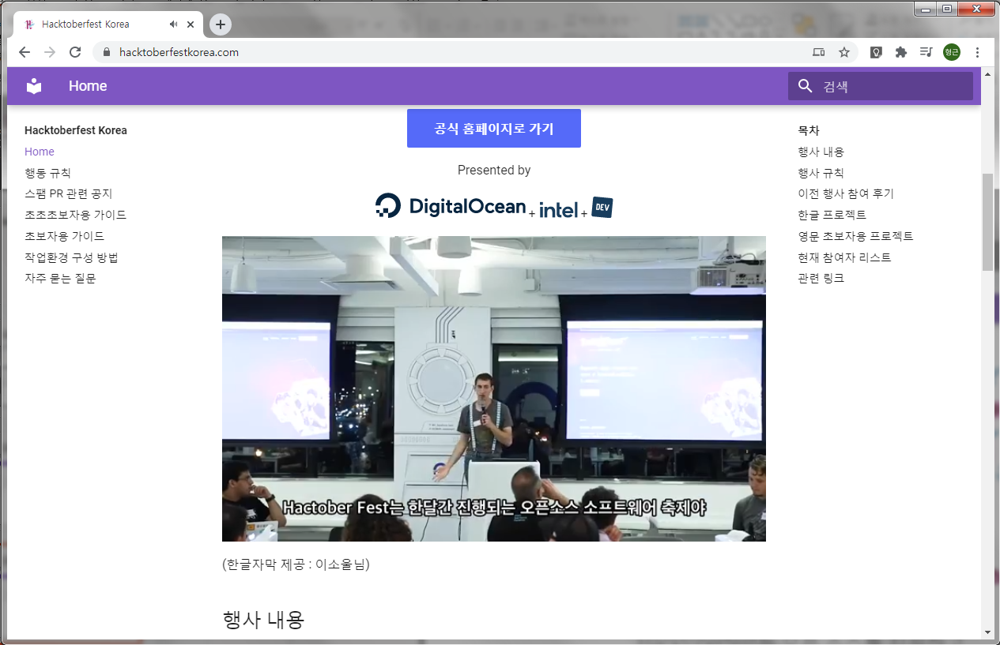 Hacktoberfest Korea
hacktoberfestkorea.com
형근
Home
검색
Hacktoberfest Korea
Home
행동 규칙
스팸 PR 관련 공지
초초초보자용 가이드
초보자용 가이드
작업환경 구성 방법
자주 묻는 질문
공식 홈페이지로 가기
Presented by
DigitalOcean + intel + DEV
Hactober Fest는 한달간 진행되는 오픈소스 소프트웨어 축제야
(한글자막 제공 : 이소울님)
행사 내용
목차
행사 내용
행사 규칙
이전 행사 참여 후기
한글 프로젝트
영문 초보자용 프로젝트
현재 참여자 리스트
관련 링크